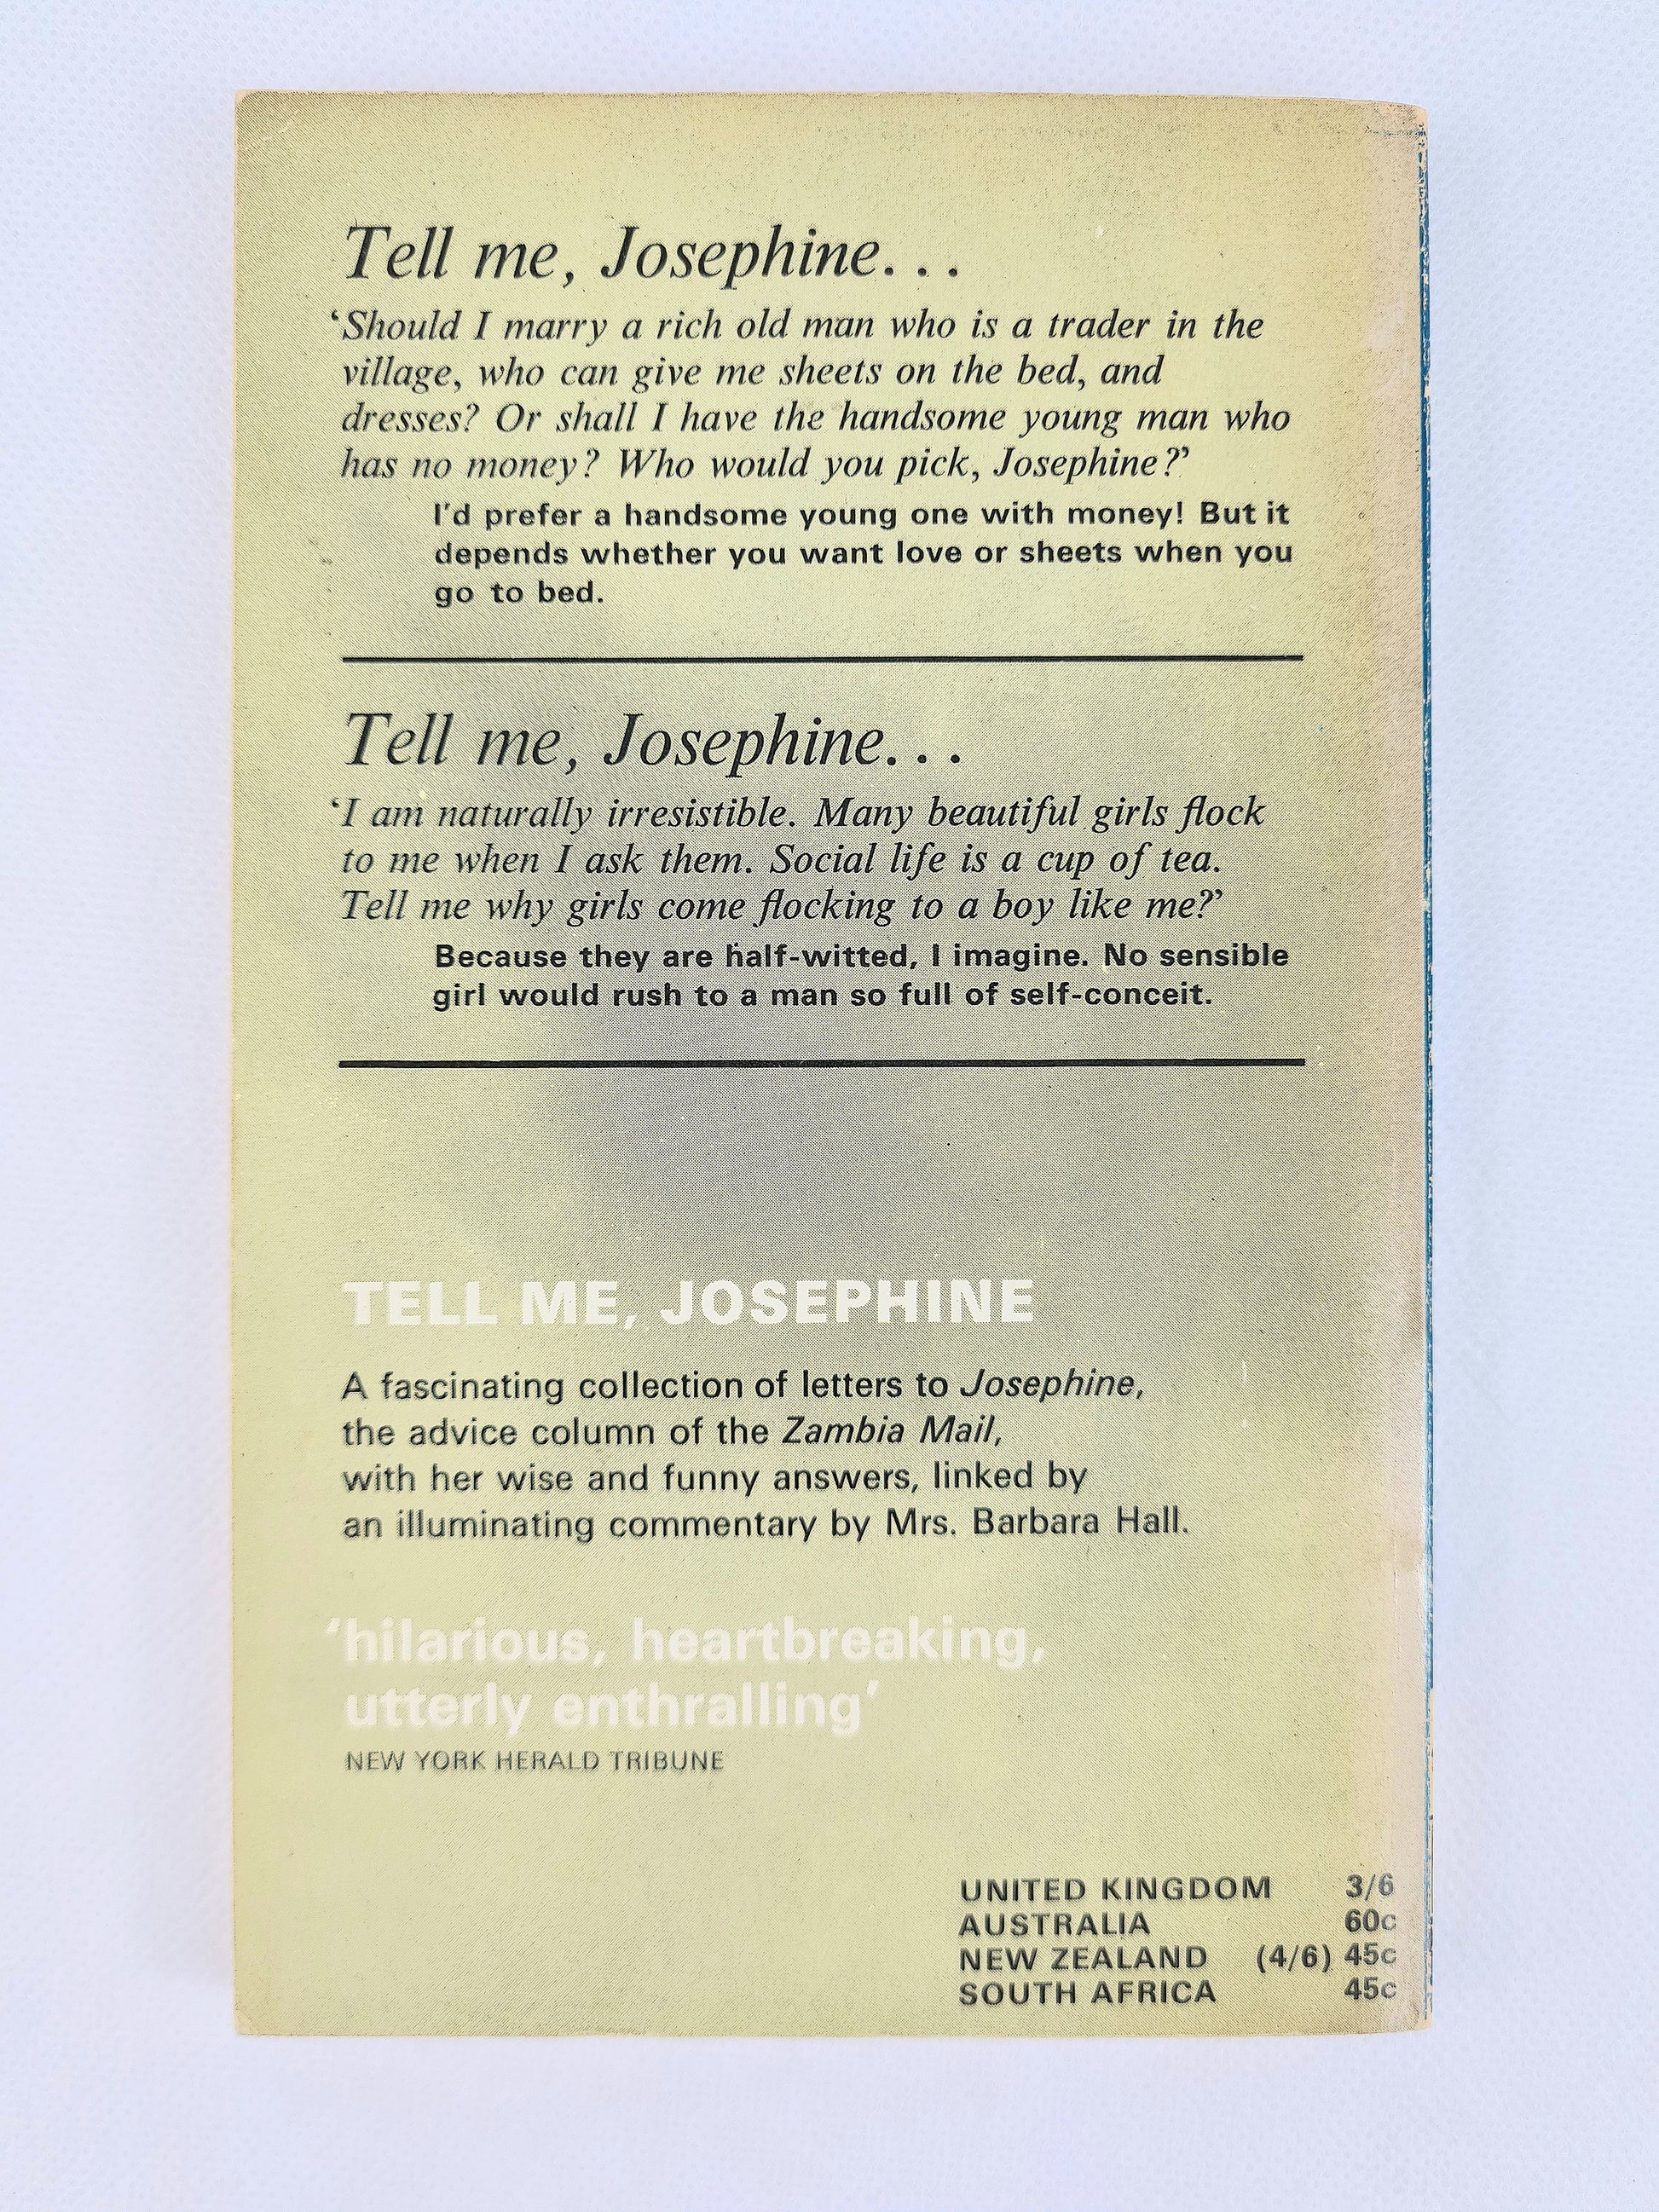 Tell me, Josephine...
‘Should I marry a rich old man who is a trader in the
village, who can give me sheets on the bed, and
dresses? Or shall I have the handsome young man who
has no money? Who would you pick, Josephine?’
I'd prefer a handsome young one with money! But it
depends whether you want love or sheets when you
go to bed.
Tell me, Josephine...
‘I am naturally irresistible. Many beautiful girls flock
to me when I ask them. Social life is a cup of tea.
Tell me why girls come flocking to a boy like me?’
Because they are half-witted, I imagine. No sensible
girl would rush to a man so full of self-conceit.
TELL ME, JOSEPHINE
A fascinating collection of letters to Josephine,
the advice column of the Zambia Mail,
with her wise and funny answers, linked by
an illuminating commentary by Mrs. Barbara Hall.
‘hilarious, heartbreaking,
utterly enthralling’
NEW YORK HERALD TRIBUNE
UNITED KINGDOM 3/6
AUSTRALIA 60c
NEW ZEALAND (4/6) 45c
SOUTH AFRICA 45c